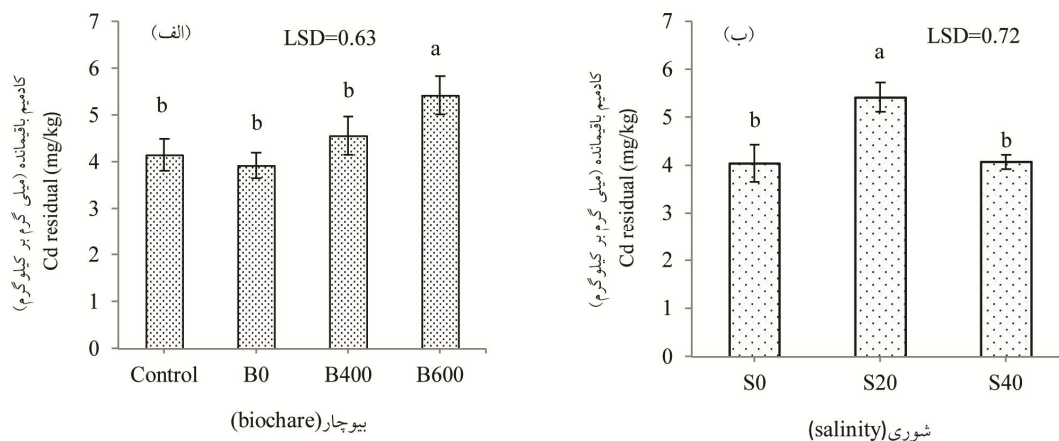 (الف)
LSD=0.63
کادمیم باقیمانده (میلی گرم بر کیلوگرم)
Cd residual (mg/kg)
7
6
5
4
3
2
1
0
b
b
b
a
Control B0 B400 B600
بیوچار(biochare)
(ب)
LSD=0.72
کادمیم باقیمانده (میلی گرم بر کیلوگرم)
Cd residual (mg/kg)
7
6
5
4
3
2
1
0
b
a
b
S0 S20 S40
شوری(salinity)